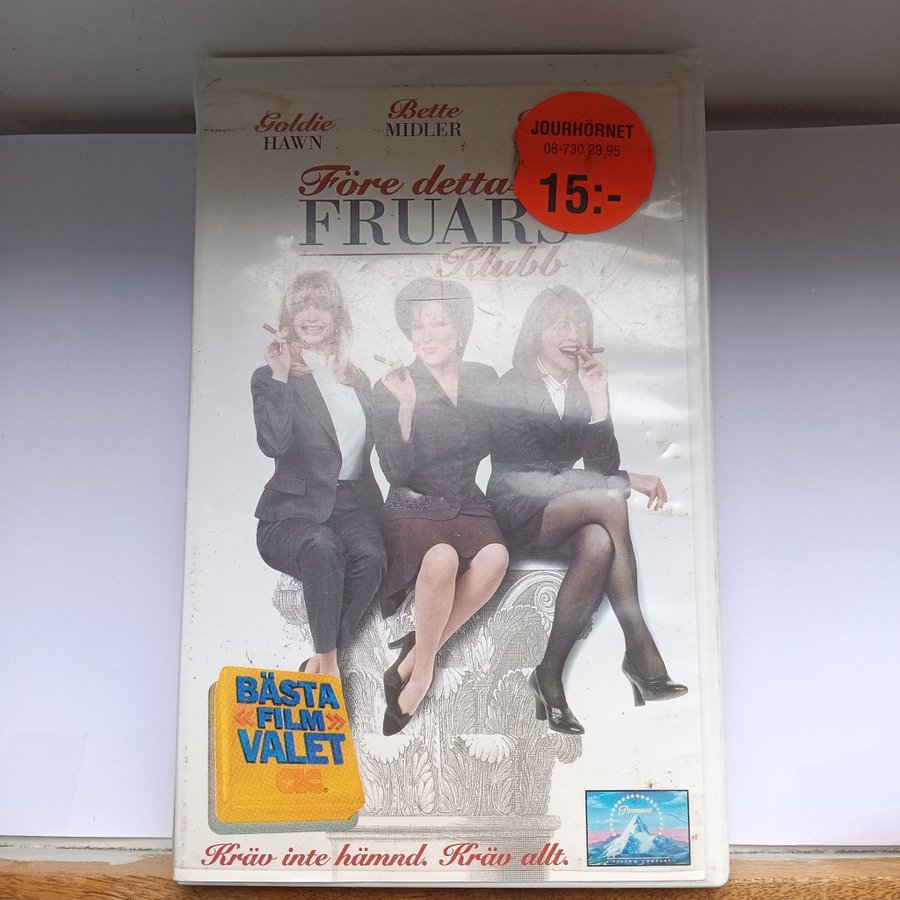 Goldie
HAWN
Bette
MIDLER
JOURHÖRNET
08-730 29 95
15:-
Före detta
FRUARS
Klubb
BÄSTA
«FILM»
VALET
Paramount
Kräv inte hämnd. Kräv allt.